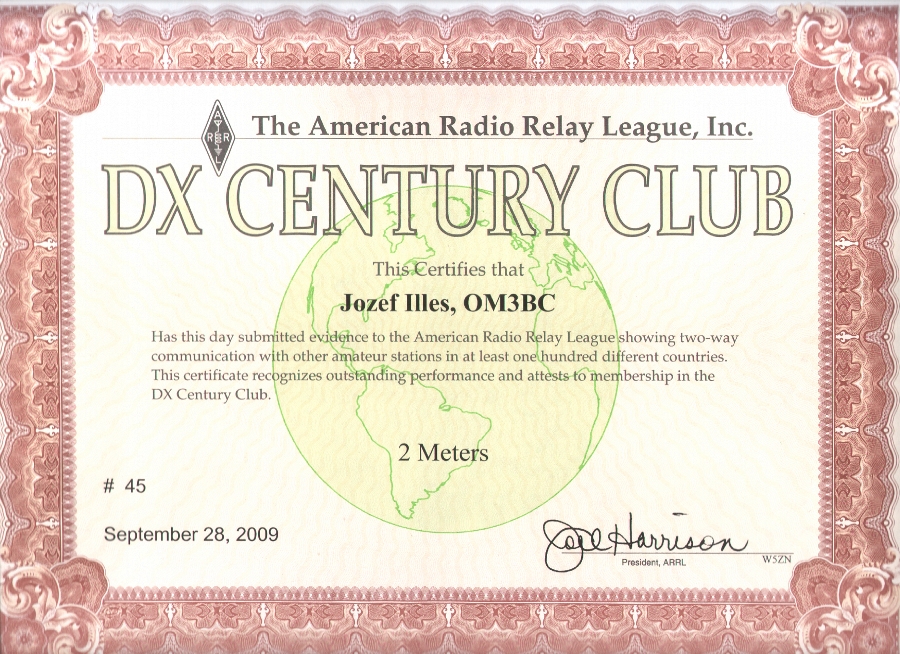 ARRL
The American Radio Relay League, Inc.
DX CENTURY CLUB
This Certifies that
Jozef Illes, OM3BC
Has this day submitted evidence to the American Radio Relay League showing two-way
communication with other amateur stations in at least one hundred different countries.
This certificate recognizes outstanding performance and attests to membership in the
DX Century Club.
2 Meters
# 45
September 28, 2009
Joel Harrison
President, ARRL
W5ZN